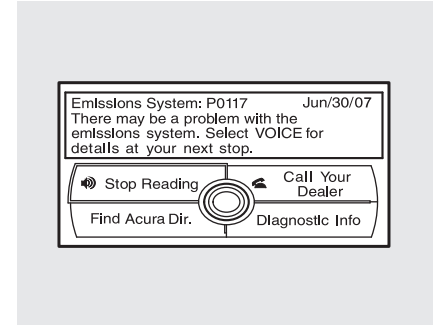 Emissions System: P0117 Jun/30/07
There may be a problem with the
emissions system. Select VOICE for
details at your next stop.
Stop Reading
Call Your
Dealer
Find Acura Dir.
Diagnostic Info